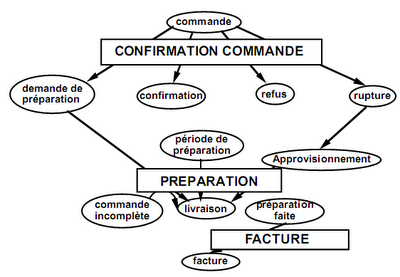 commande
CONFIRMATION COMMANDE
demande de
préparation
confirmation
refus
rupture
période de
préparation
Approvisionnement
PREPARATION
commande
incomplète
livraison
préparation
faite
FACTURE
facture